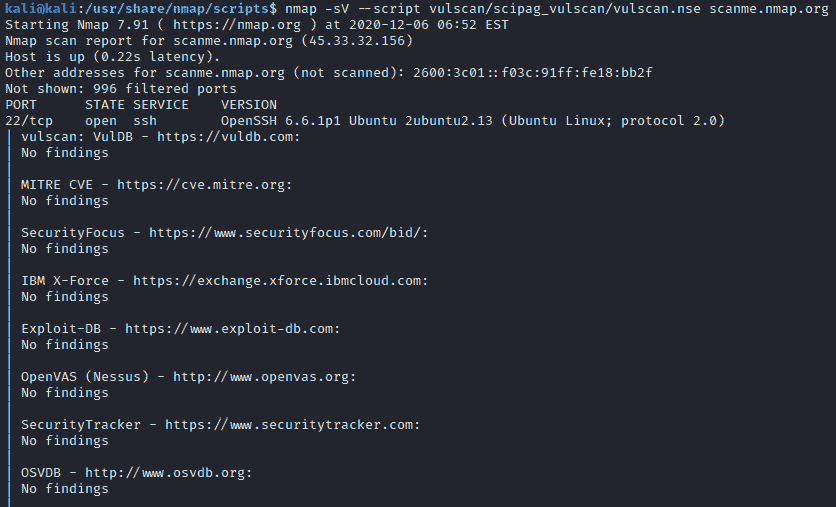 kali@kali:/usr/share/nmap/scripts$ nmap -sV --script vulscan/scipag_vulscan/vulscan.nse scanme.nmap.org
Starting Nmap 7.91 ( https://nmap.org ) at 2020-12-06 06:52 EST
Nmap scan report for scanme.nmap.org (45.33.32.156)
Host is up (0.22s latency).
Other addresses for scanme.nmap.org (not scanned): 2600:3c01::f03c:91ff:fe18:bb2f
Not shown: 996 filtered ports
PORT      STATE SERVICE    VERSION
22/tcp    open  ssh        OpenSSH 6.6.1p1 Ubuntu 2ubuntu2.13 (Ubuntu Linux; protocol 2.0)
| vulscan: VulDB - https://vuldb.com:
| No findings
|
| MITRE CVE - https://cve.mitre.org:
| No findings
|
| SecurityFocus - https://www.securityfocus.com/bid/:
| No findings
|
| IBM X-Force - https://exchange.xforce.ibmcloud.com:
| No findings
|
| Exploit-DB - https://www.exploit-db.com:
| No findings
|
| OpenVAS (Nessus) - http://www.openvas.org:
| No findings
|
| SecurityTracker - https://www.securitytracker.com:
| No findings
|
| OSVDB - http://www.osvdb.org:
| No findings
|